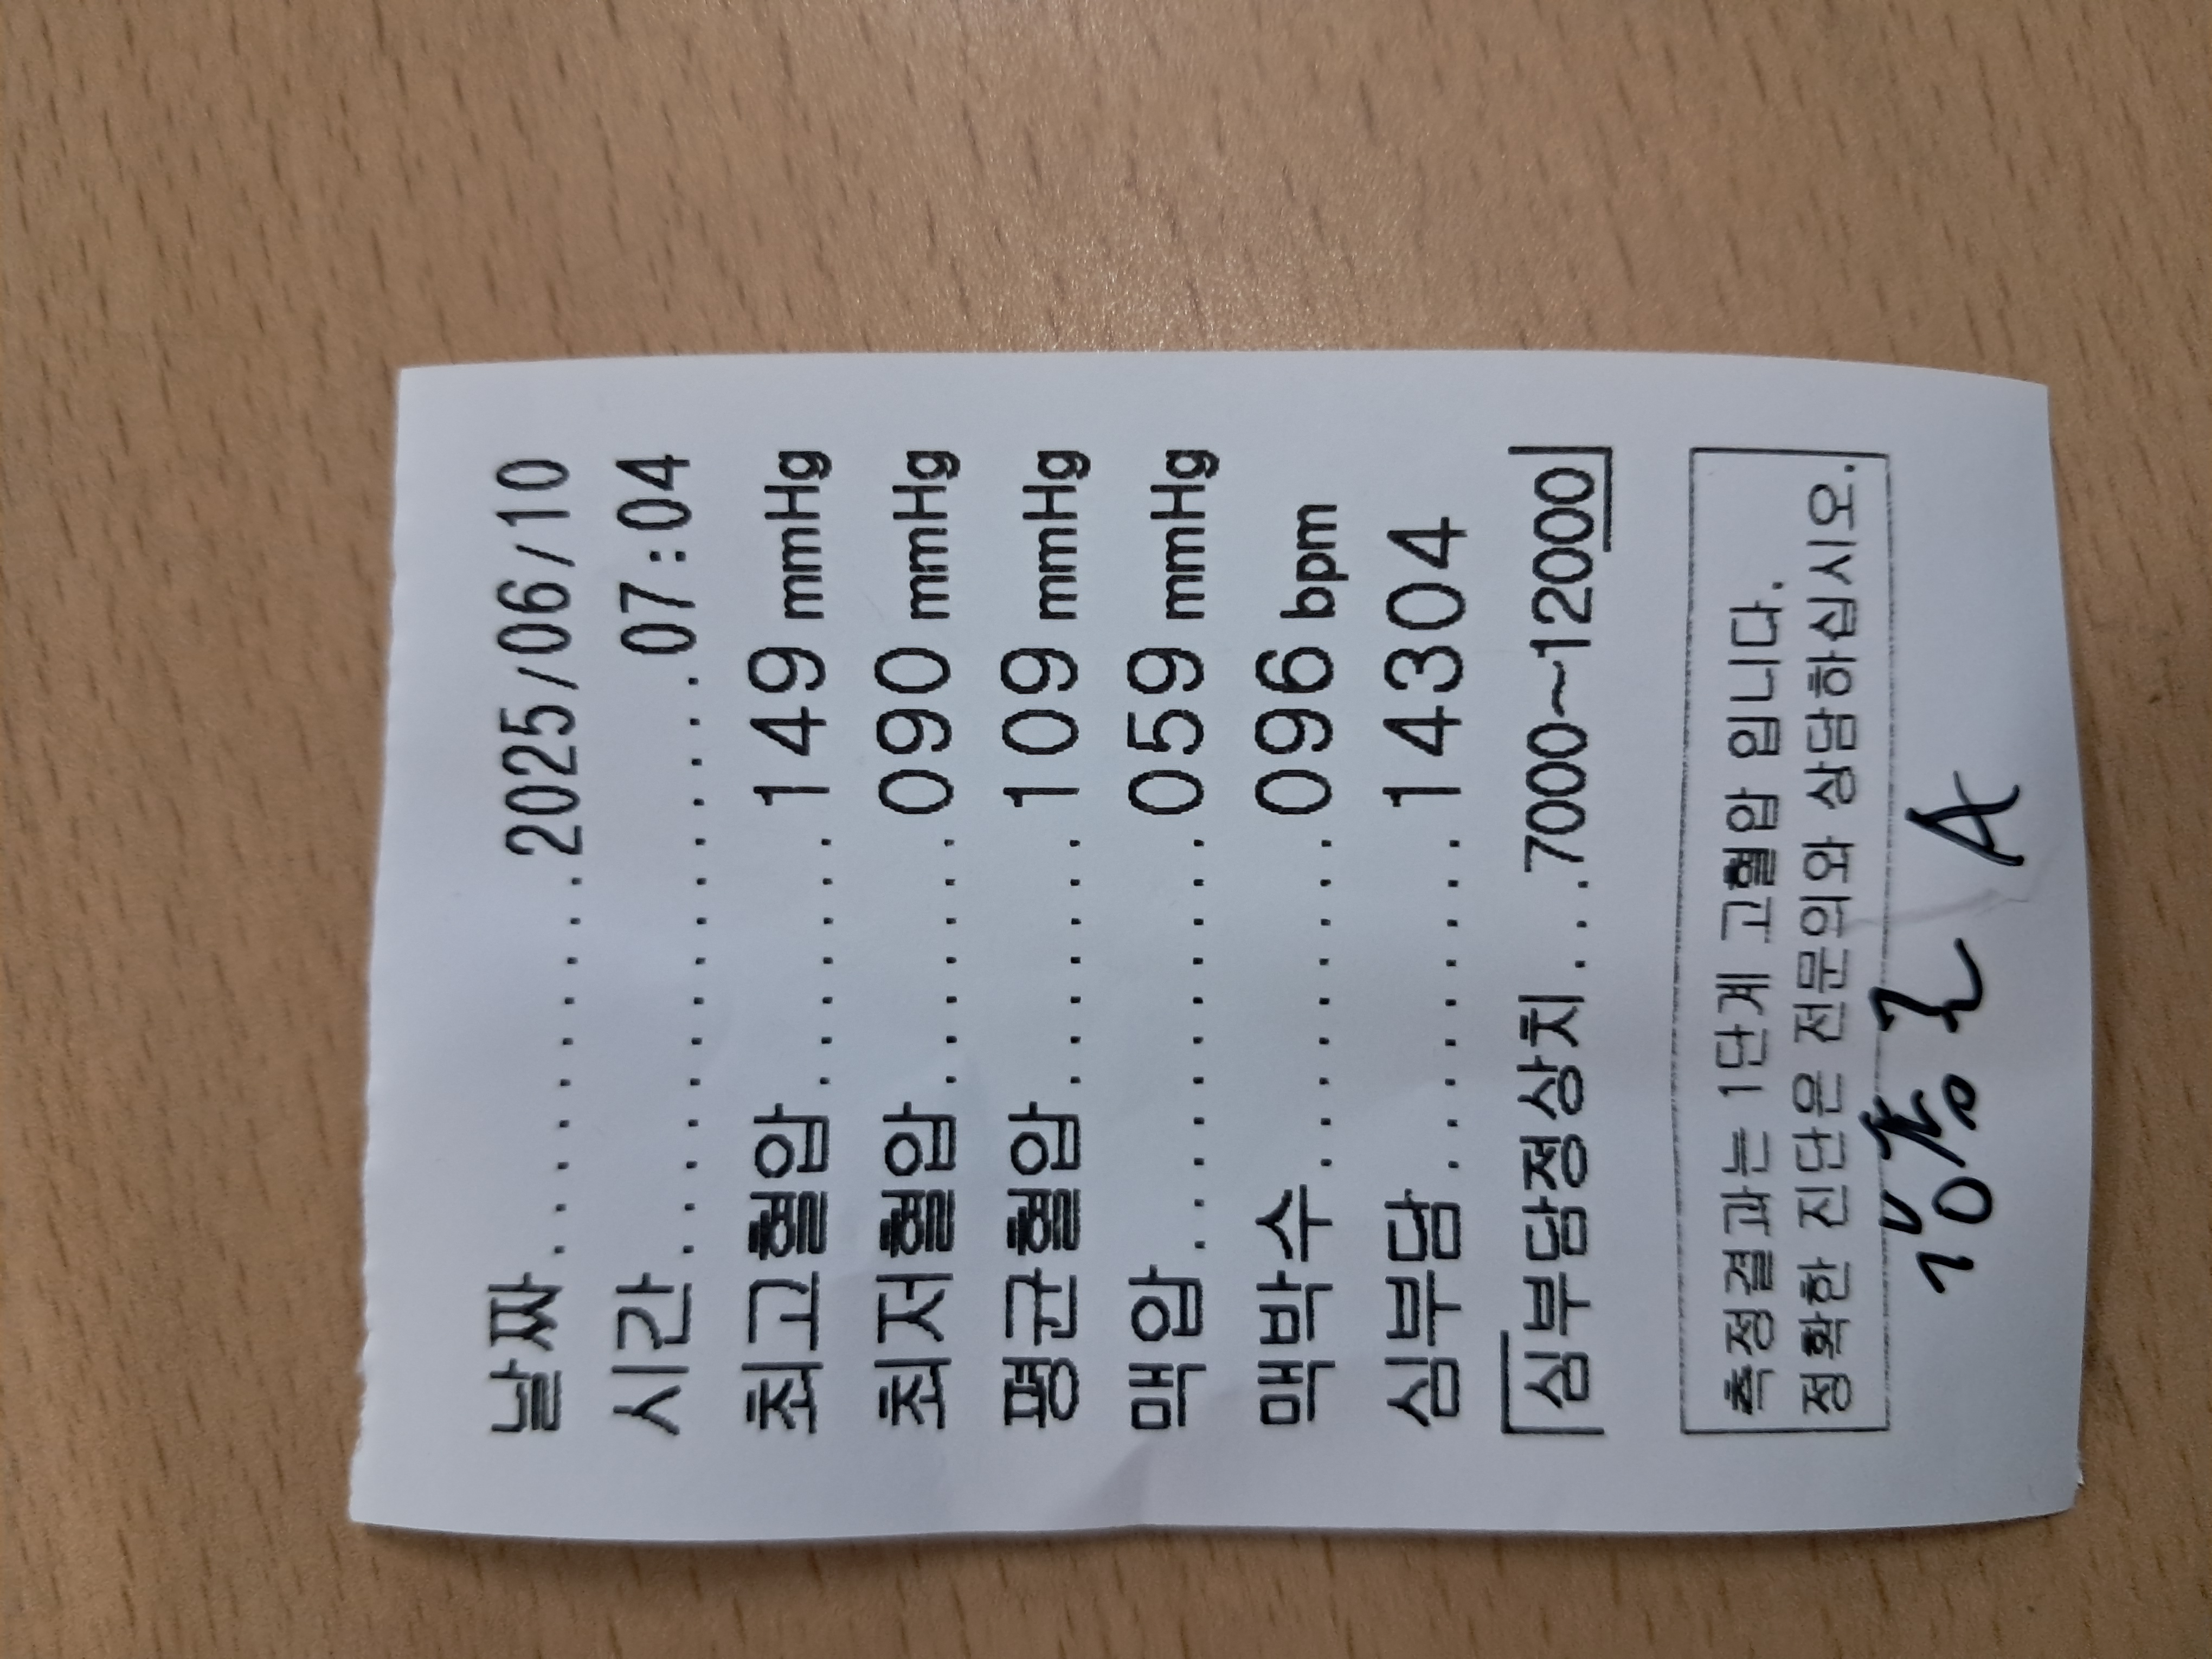 날짜..............2025/06/10
시간.....................07:04
최고혈압........149 mmHg
최저혈압........090 mmHg
평균혈압........109 mmHg
맥압............059 mmHg
맥박수..........096 bpm
심부담..........14304
심부담정상치...7000~12000
측정결과는 1단계 고혈압 입니다.
정확한 진단은 전문의와 상담하십시오.
A